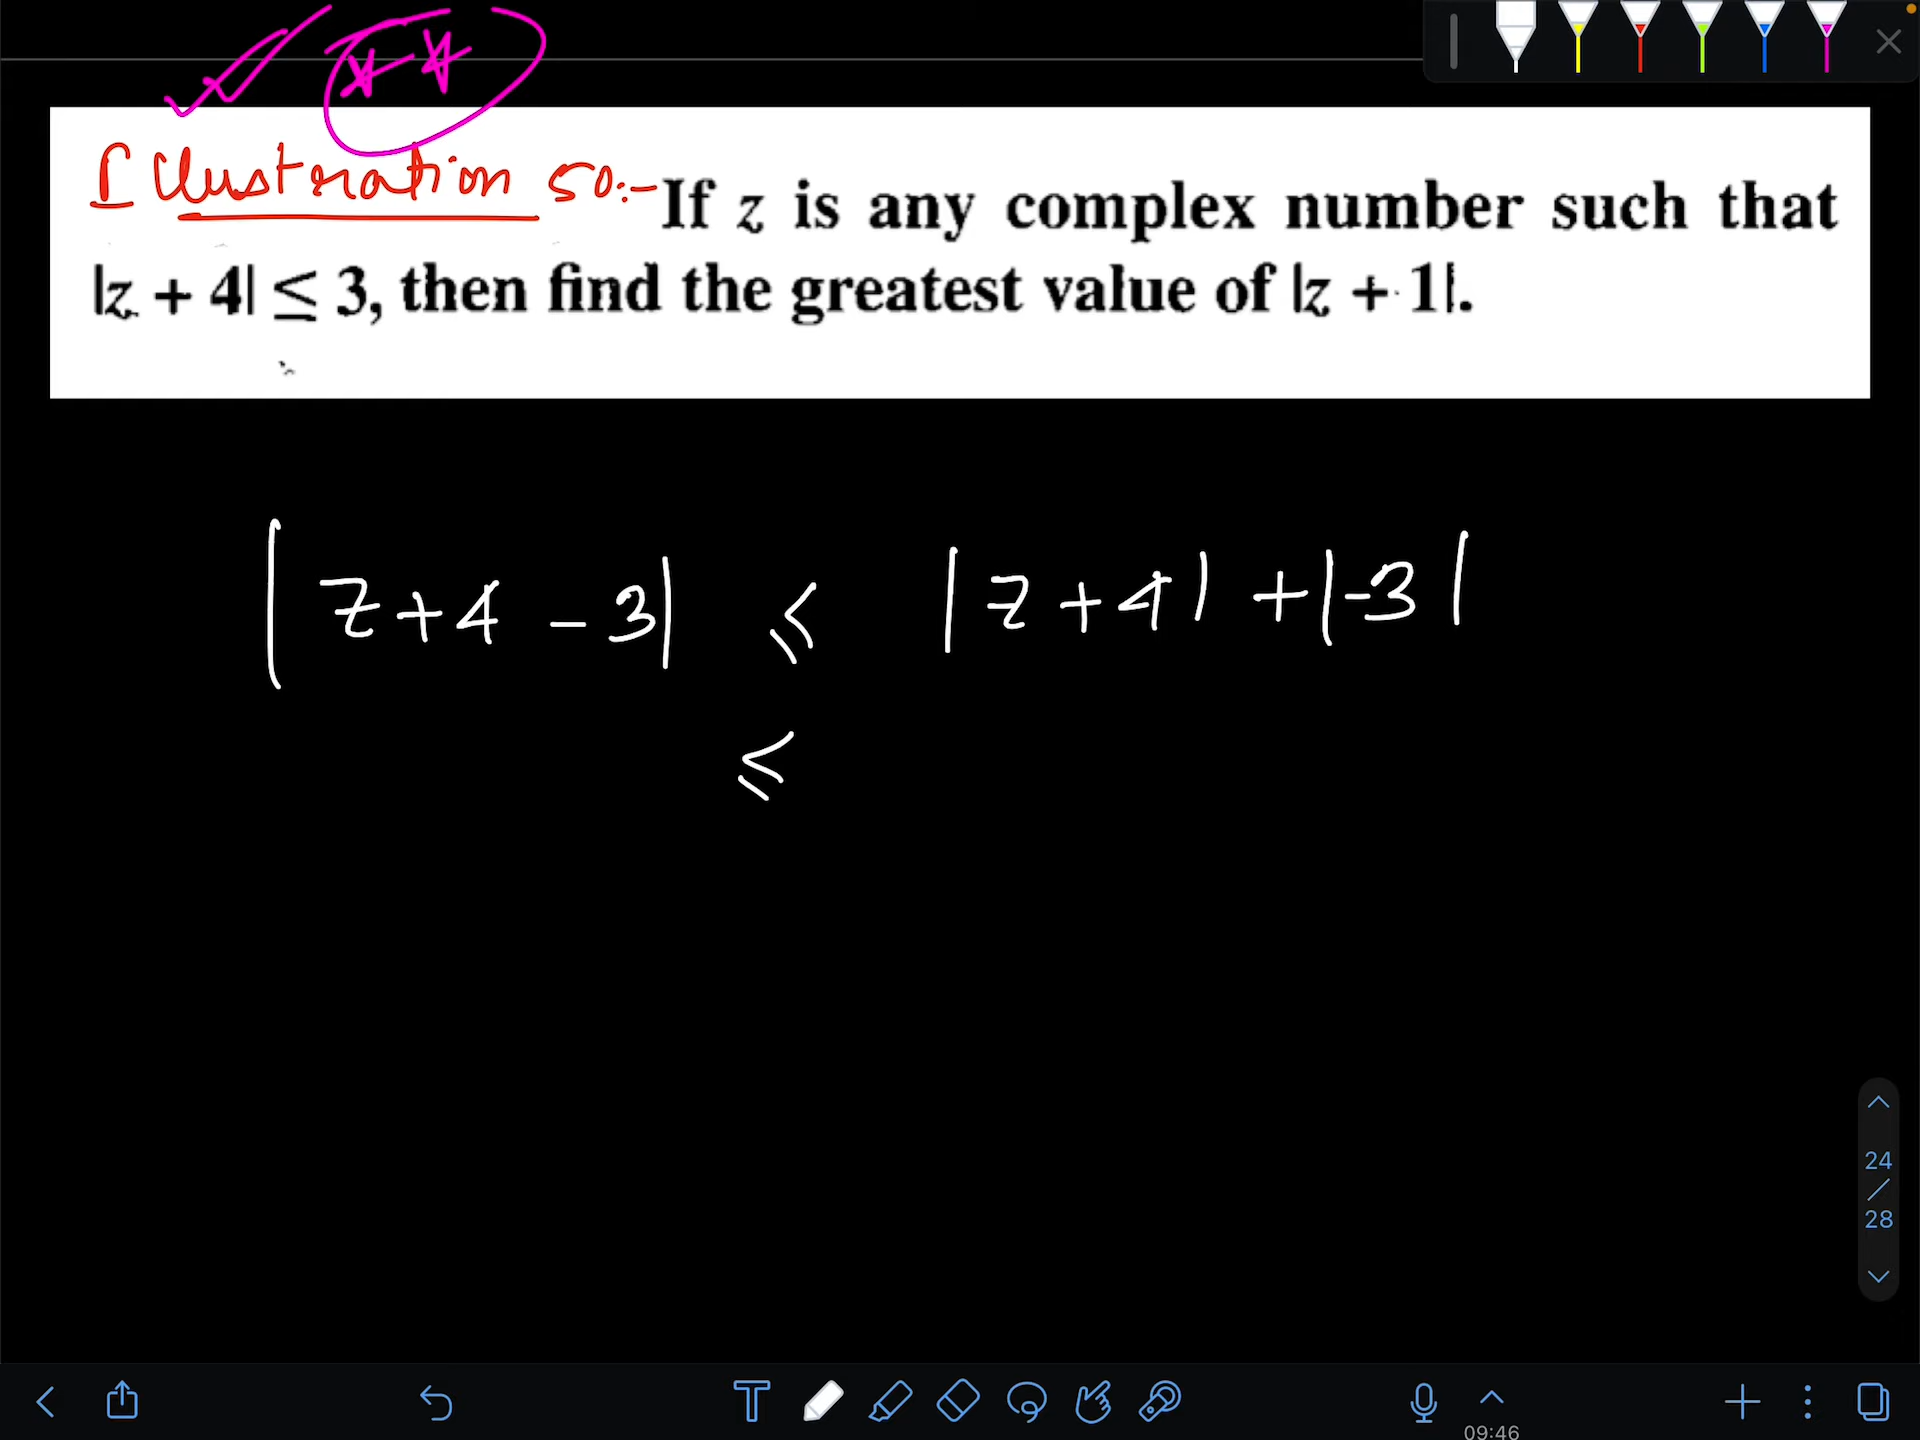 Illustration 50:- If z is any complex number such that
|z + 4| ≤ 3, then find the greatest value of |z + 1|.
|z+4 -3| ≤ |z+4| + |-3|
≤
24
/
28
T
09:46